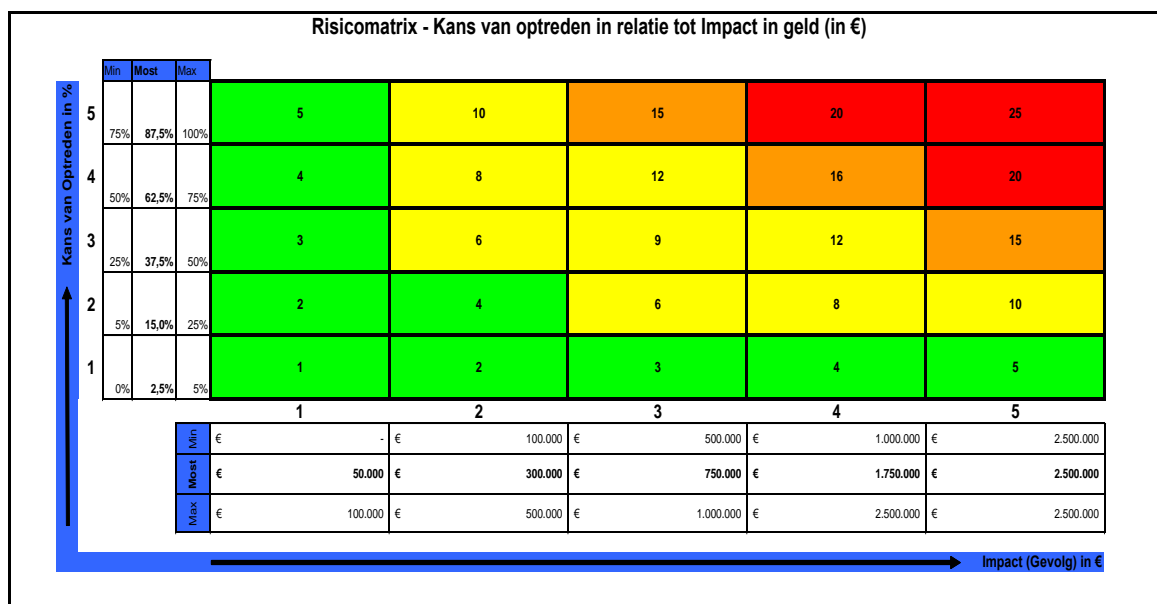 Risicomatrix - Kans van optreden in relatie tot Impact in geld (in €)
Min Most Max
Kans van Optreden in %
5 75% 87,5% 100% 5 10 15 20 25
4 50% 62,5% 75% 4 8 12 16 20
3 25% 37,5% 50% 3 6 9 12 15
2 5% 15,0% 25% 2 4 6 8 10
1 0% 2,5% 5% 1 2 3 4 5
1 2 3 4 5
Min € - € 100.000 € 500.000 € 1.000.000 € 2.500.000
Most € 50.000 € 300.000 € 750.000 € 1.750.000 € 2.500.000
Max € 100.000 € 500.000 € 1.000.000 € 2.500.000 € 2.500.000
Impact (Gevolg) in €